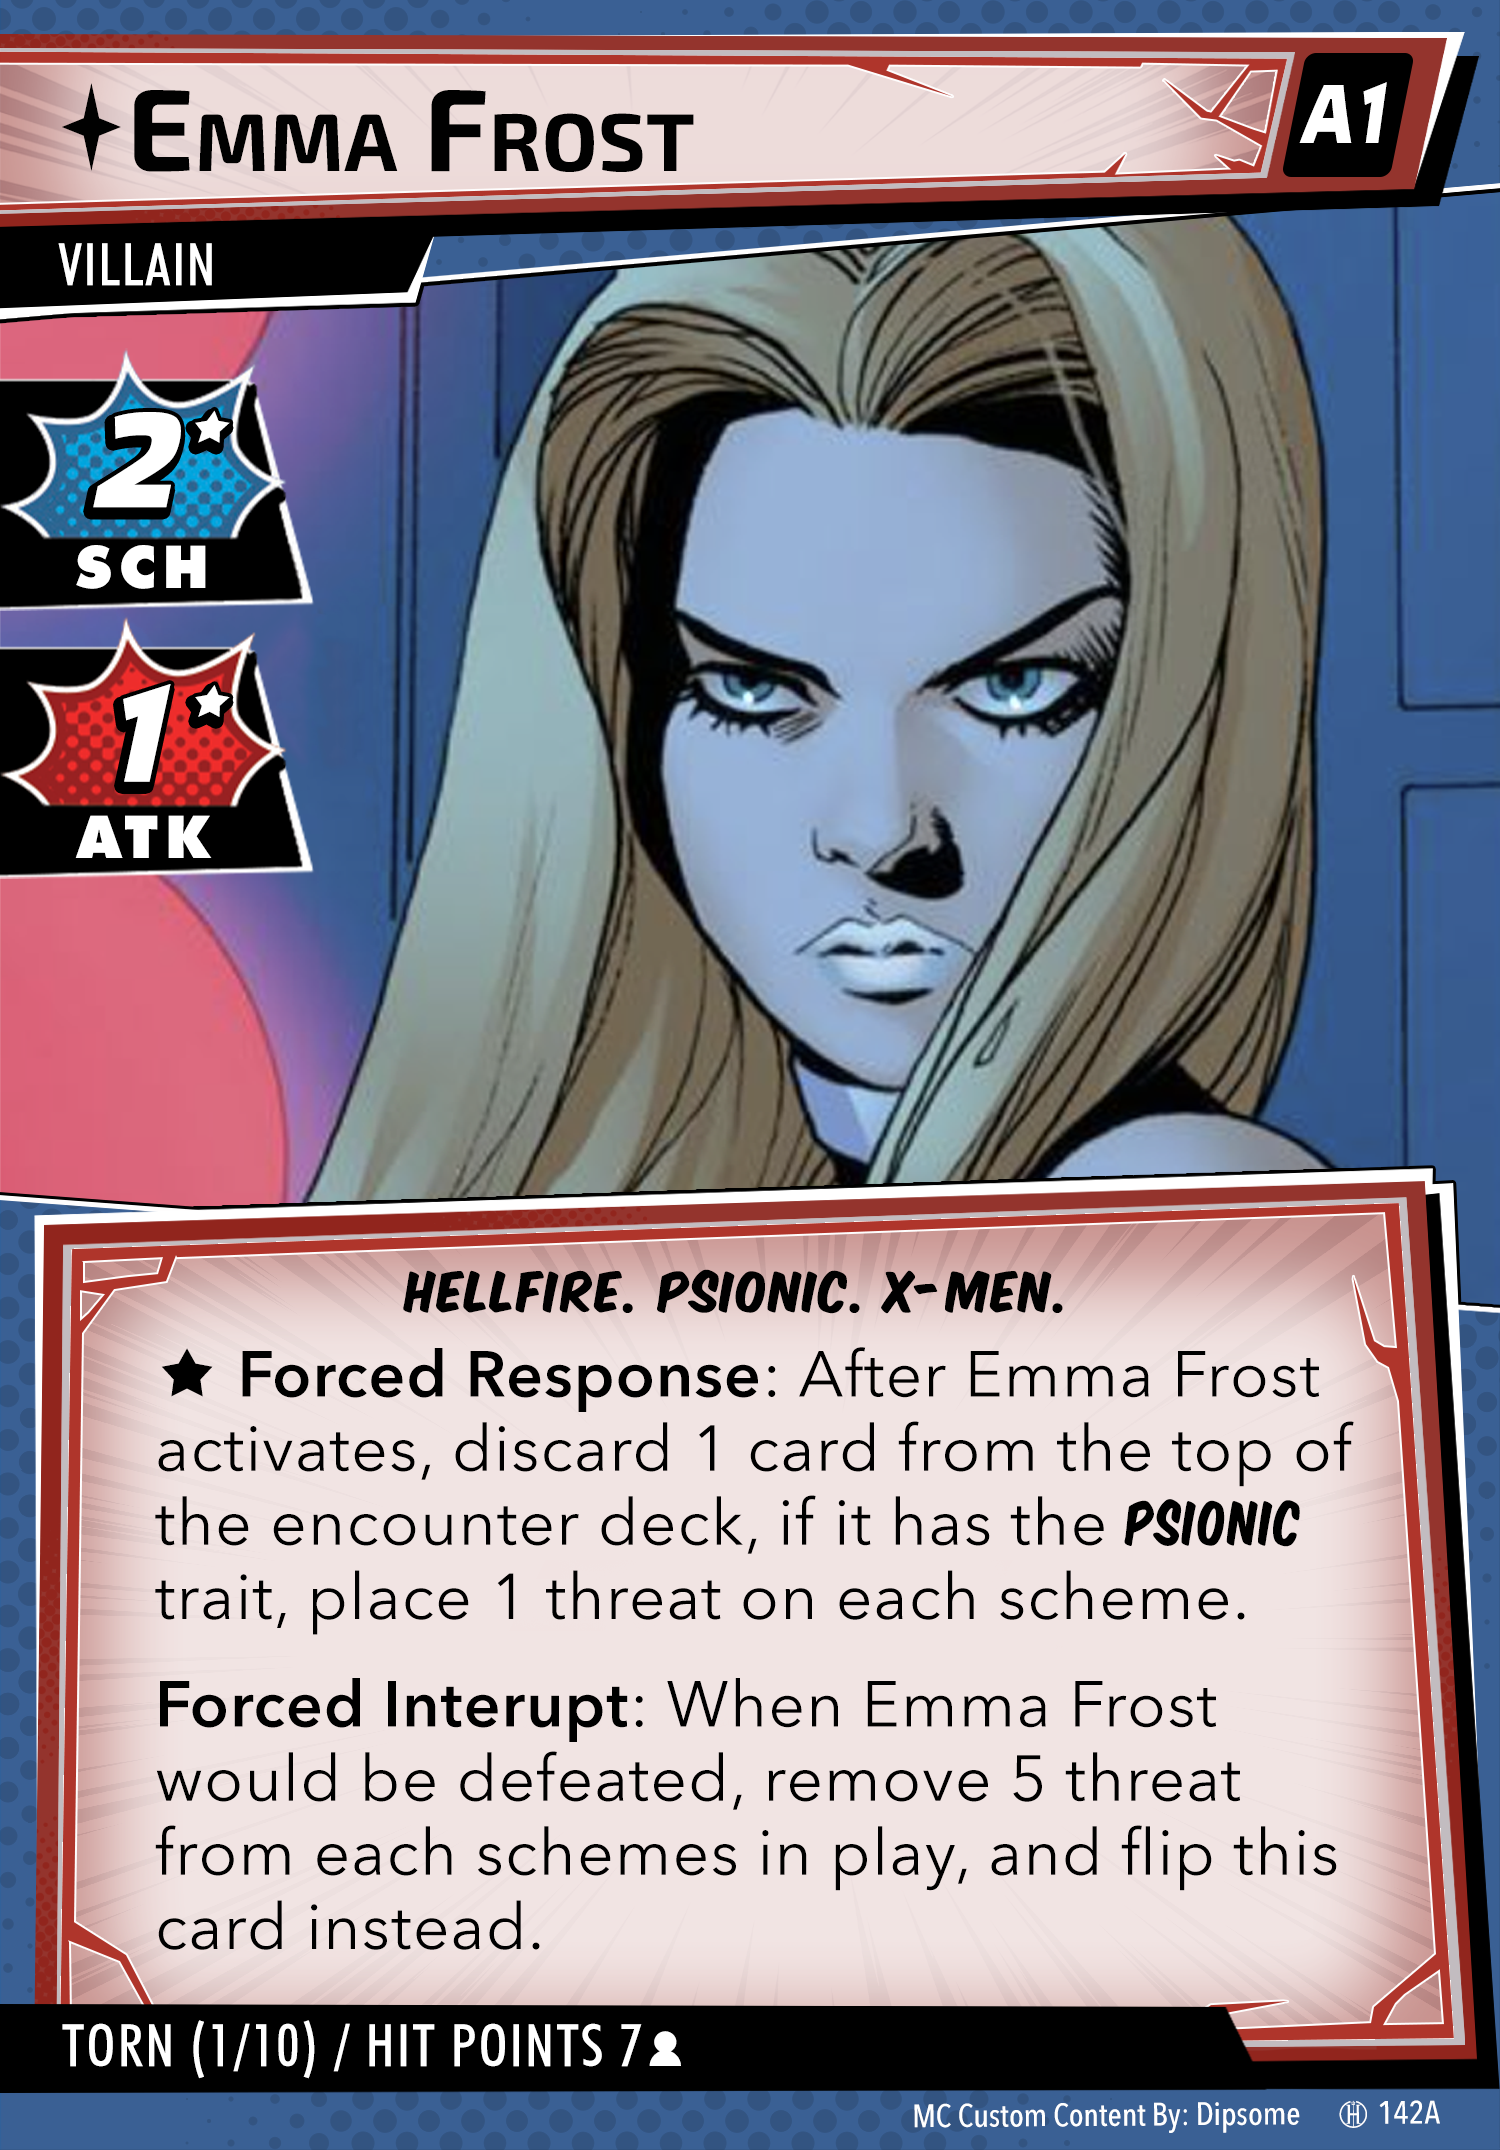 EMMA FROST
A1
VILLAIN
2
SCH
1
ATK
HELLFIRE. PSIONIC. X-MEN.
★ Forced Response: After Emma Frost
activates, discard 1 card from the top of
the encounter deck, if it has the PSIONIC
trait, place 1 threat on each scheme.
Forced Interupt: When Emma Frost
would be defeated, remove 5 threat
from each schemes in play, and flip this
card instead.
TORN (1/10) / HIT POINTS 7
MC Custom Content By: Dipsome
142A